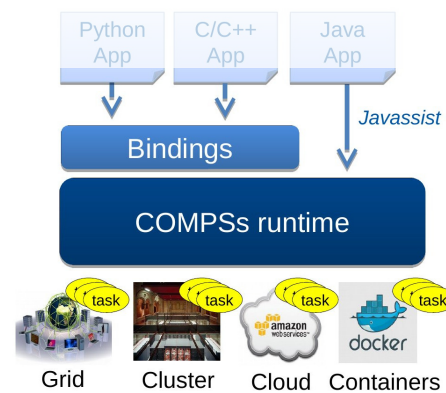 Python
App
C/C++
App
Java
App
Javassist
Bindings
COMPSs runtime
task
task
task
task
amazon
webservices™
docker
Grid
Cluster
Cloud
Containers